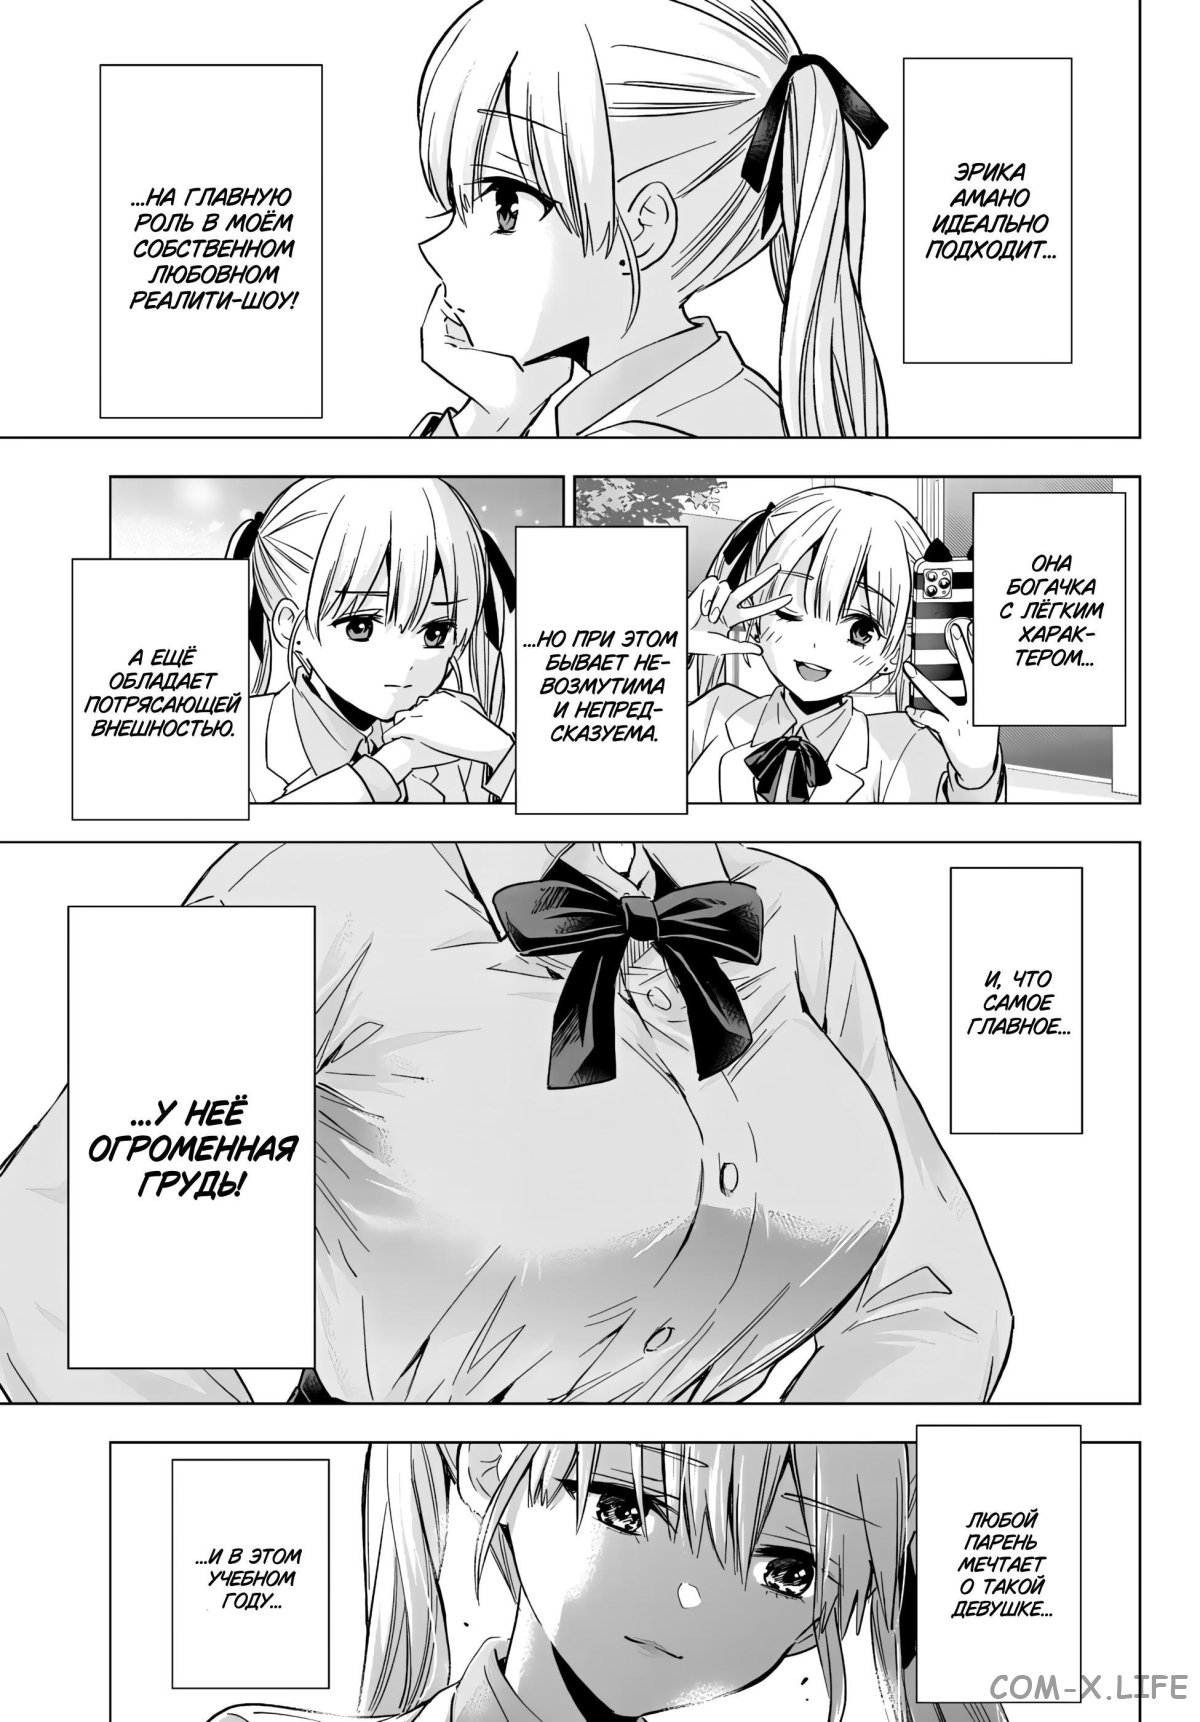 ЭРИКА
АМАНО
ИДЕАЛЬНО
ПОДХОДИТ...
...НА ГЛАВНУЮ
РОЛЬ В МОЁМ
СОБСТВЕННОМ
ЛЮБОВНОМ
РЕАЛИТИ-ШОУ!
ОНА
БОГАЧКА
С ЛЁГКИМ
ХАРАК-
ТЕРОМ...
...НО ПРИ ЭТОМ
БЫВАЕТ НЕ-
ВОЗМУТИМА
И НЕПРЕД-
СКАЗУЕМА.
А ЕЩЁ
ОБЛАДАЕТ
ПОТРЯСАЮЩЕЙ
ВНЕШНОСТЬЮ.
И, ЧТО
САМОЕ
ГЛАВНОЕ...
...У НЕЁ
ОГРОМЕННАЯ
ГРУДЬ!
ЛЮБОЙ
ПАРЕНЬ
МЕЧТАЕТ
О ТАКОЙ
ДЕВУШКЕ...
...И В ЭТОМ
УЧЕБНОМ
ГОДУ...
COM-X.LIFE